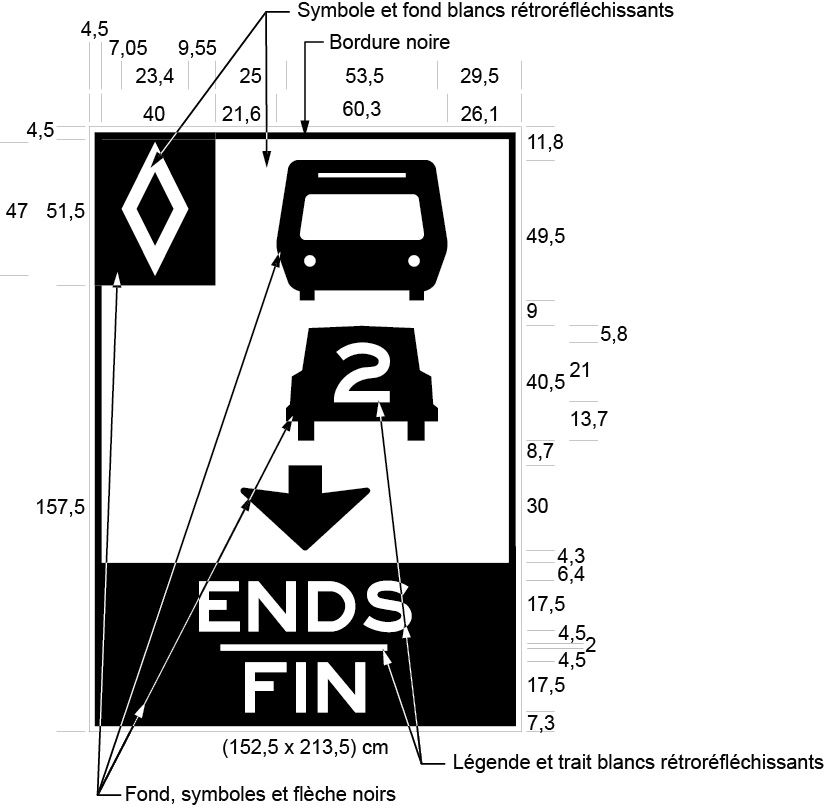 Symbole et fond blancs rétroréfléchissants
4,5
Bordure noire
7,05 9,55
23,4 25 53,5 29,5
40 21,6 60,3 26,1
4,5
11,8
47 51,5
49,5
9
5,8
2
40,5 21
13,7
8,7
157,5
30
4,3
6,4
ENDS
17,5
4,5
2
4,5
FIN
17,5
7,3
(152,5 x 213,5) cm
Légende et trait blancs rétroréfléchissants
Fond, symboles et flèche noirs